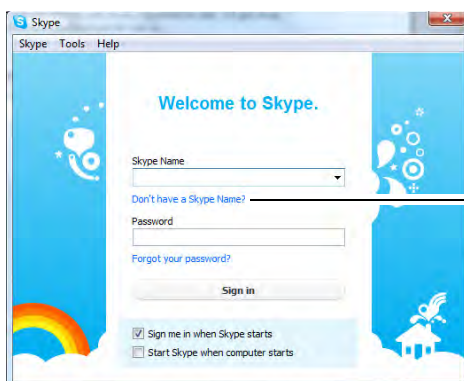 Skype
Skype Tools Help
Welcome to Skype.
Skype Name
Don't have a Skype Name?
Password
Forgot your password?
Sign in
Sign me in when Skype starts
Start Skype when computer starts